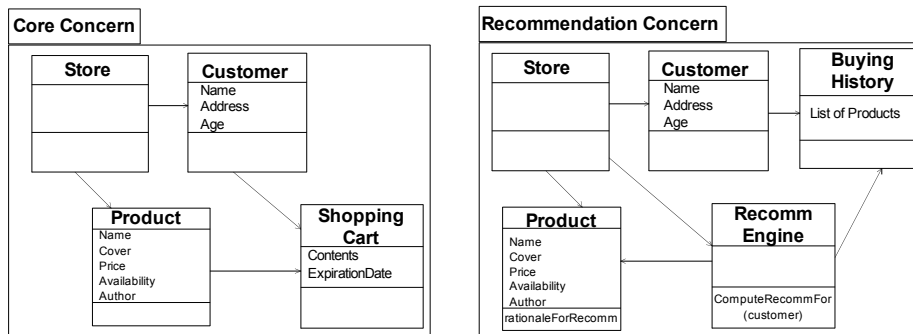 Core Concern
Store
Customer
Name
Address
Age
Product
Name
Cover
Price
Availability
Author
Shopping
Cart
Contents
ExpirationDate
Recommendation Concern
Store
Customer
Name
Address
Age
Buying
History
List of Products
Product
Name
Cover
Price
Availability
Author
rationaleForRecomm
Recomm
Engine
ComputeRecommFor
(customer)